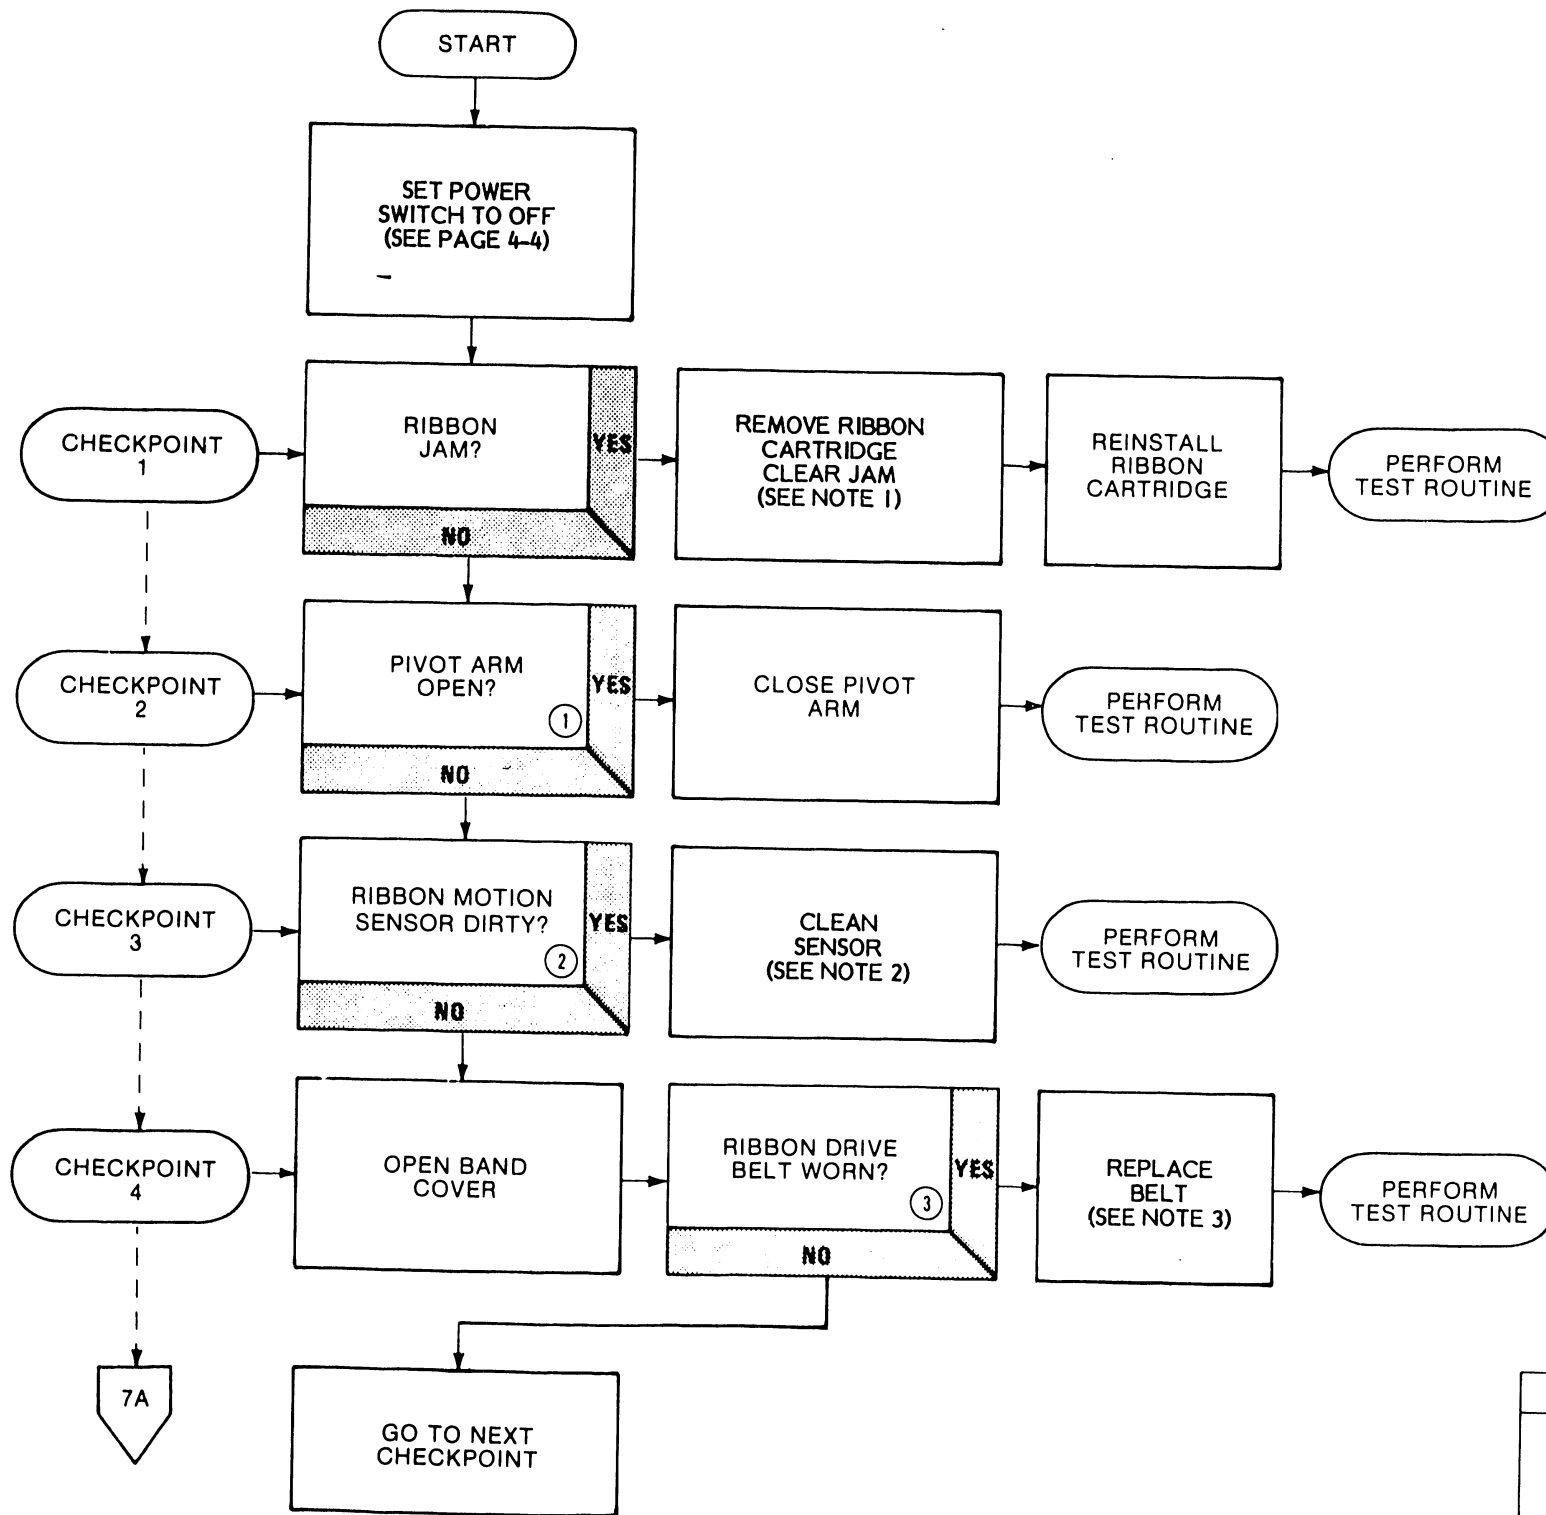 START
SET POWER
SWITCH TO OFF
(SEE PAGE 4-4)
CHECKPOINT
1
RIBBON
JAM?
YES
NO
REMOVE RIBBON
CARTRIDGE
CLEAR JAM
(SEE NOTE 1)
REINSTALL
RIBBON
CARTRIDGE
PERFORM
TEST ROUTINE
CHECKPOINT
2
PIVOT ARM
OPEN?
1
YES
NO
CLOSE PIVOT
ARM
PERFORM
TEST ROUTINE
CHECKPOINT
3
RIBBON MOTION
SENSOR DIRTY?
2
YES
NO
CLEAN
SENSOR
(SEE NOTE 2)
PERFORM
TEST ROUTINE
CHECKPOINT
4
OPEN BAND
COVER
RIBBON DRIVE
BELT WORN?
3
YES
NO
REPLACE
BELT
(SEE NOTE 3)
PERFORM
TEST ROUTINE
7A
GO TO NEXT
CHECKPOINT